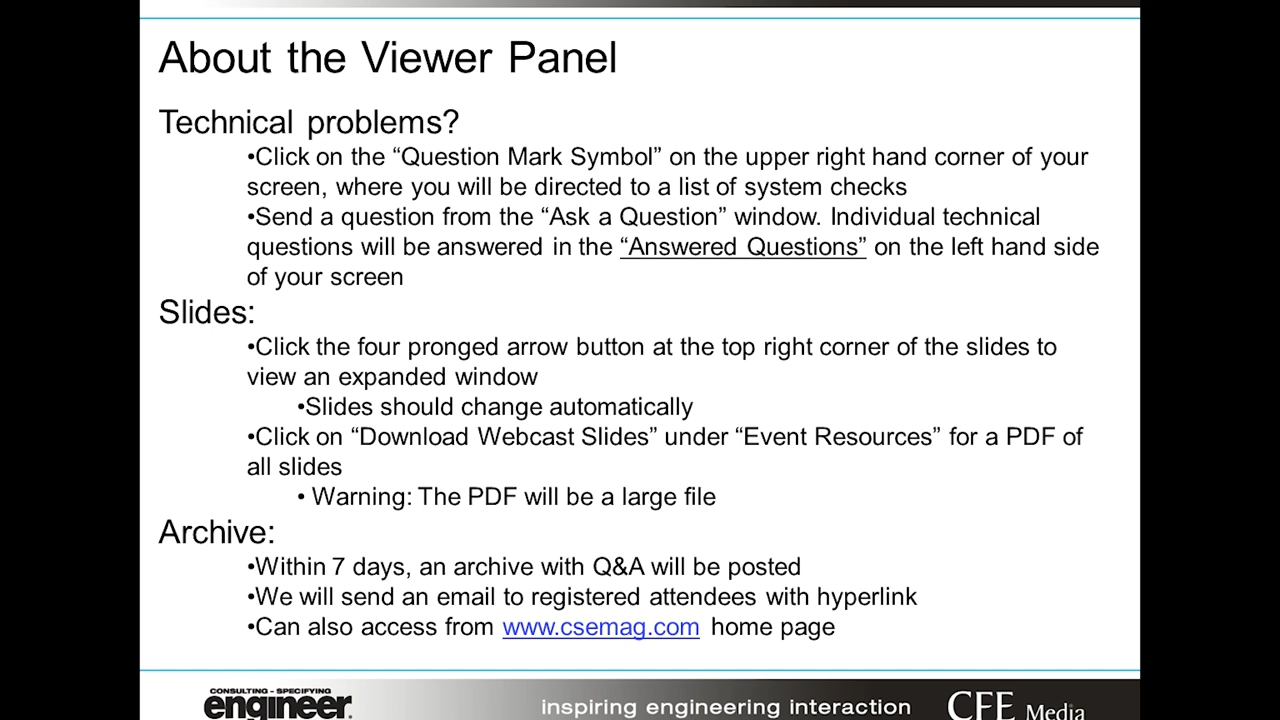 About the Viewer Panel
Technical problems?
•Click on the “Question Mark Symbol” on the upper right hand corner of your
screen, where you will be directed to a list of system checks
•Send a question from the “Ask a Question” window. Individual technical
questions will be answered in the “Answered Questions” on the left hand side
of your screen
Slides:
•Click the four pronged arrow button at the top right corner of the slides to
view an expanded window
•Slides should change automatically
•Click on “Download Webcast Slides” under “Event Resources” for a PDF of
all slides
• Warning: The PDF will be a large file
Archive:
•Within 7 days, an archive with Q&A will be posted
•We will send an email to registered attendees with hyperlink
•Can also access from www.csemag.com home page
CONSULTING-SPECIFYING
engineer.
inspiring engineering interaction
CFE Media